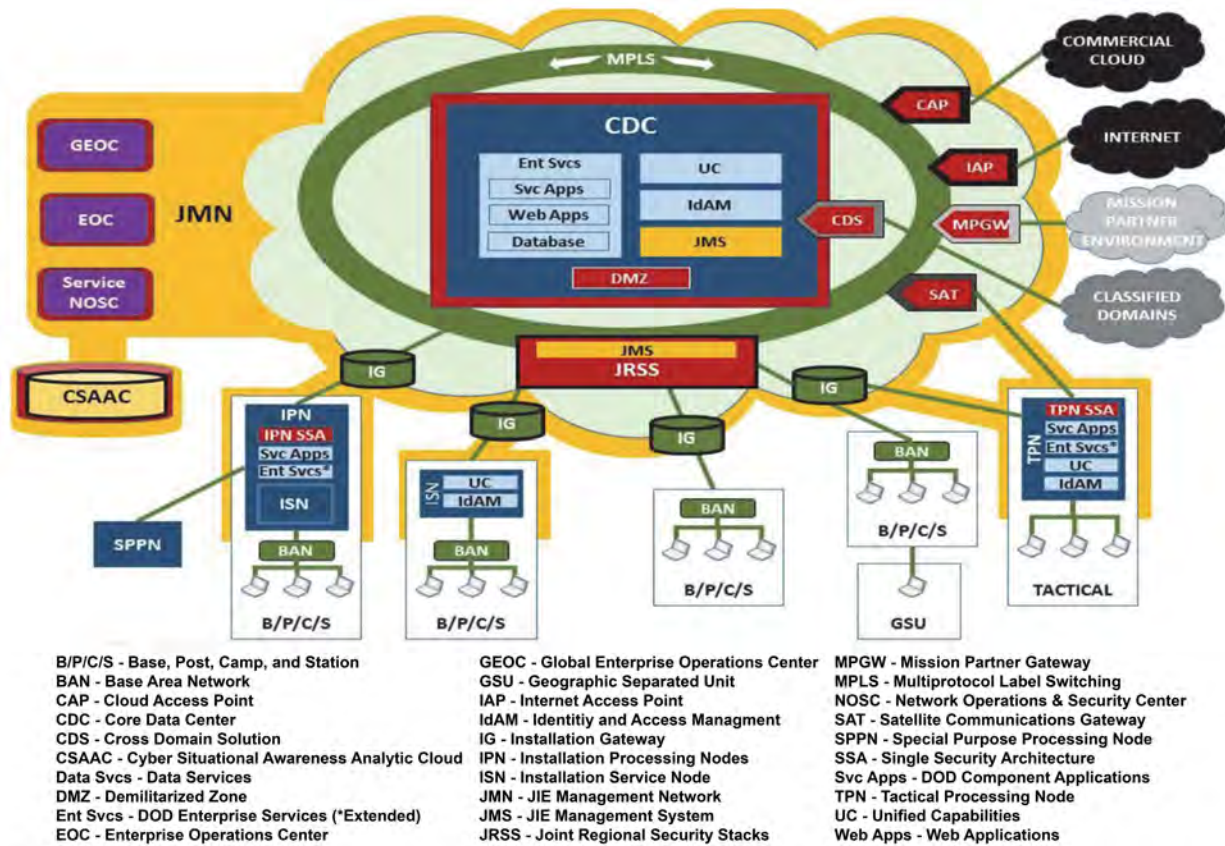 MPLS
COMMERCIAL
CLOUD
CAP
GEOC
CDC
INTERNET
IAP
Ent Svcs
Svc Apps
Web Apps
Database
UC
IdAM
JMS
EOC
JMN
CDS
MPGW
MISSION
PARTNER
ENVIRONMENT
DMZ
Service
NOSC
SAT
CLASSIFIED
DOMAINS
JMS
JRSS
IG
IG
IG
IG
CSAAC
IPN
IPN SSA
Svc Apps
Ent Svcs*
ISN
BAN
B/P/C/S
SPPN
ISN
UC
IdAM
BAN
B/P/C/S
BAN
B/P/C/S
BAN
B/P/C/S
GSU
TPN
TPN SSA
Svc Apps
Ent Svcs*
UC
IdAM
TACTICAL
B/P/C/S - Base, Post, Camp, and Station
BAN - Base Area Network
CAP - Cloud Access Point
CDC - Core Data Center
CDS - Cross Domain Solution
CSAAC - Cyber Situational Awareness Analytic Cloud
Data Svcs - Data Services
DMZ - Demilitarized Zone
Ent Svcs - DOD Enterprise Services (*Extended)
EOC - Enterprise Operations Center
GEOC - Global Enterprise Operations Center
GSU - Geographic Separated Unit
IAP - Internet Access Point
IdAM - Identitiy and Access Managment
IG - Installation Gateway
IPN - Installation Processing Nodes
ISN - Installation Service Node
JMN - JIE Management Network
JMS - JIE Management System
JRSS - Joint Regional Security Stacks
MPGW - Mission Partner Gateway
MPLS - Multiprotocol Label Switching
NOSC - Network Operations & Security Center
SAT - Satellite Communications Gateway
SPPN - Special Purpose Processing Node
SSA - Single Security Architecture
Svc Apps - DOD Component Applications
TPN - Tactical Processing Node
UC - Unified Capabilities
Web Apps - Web Applications